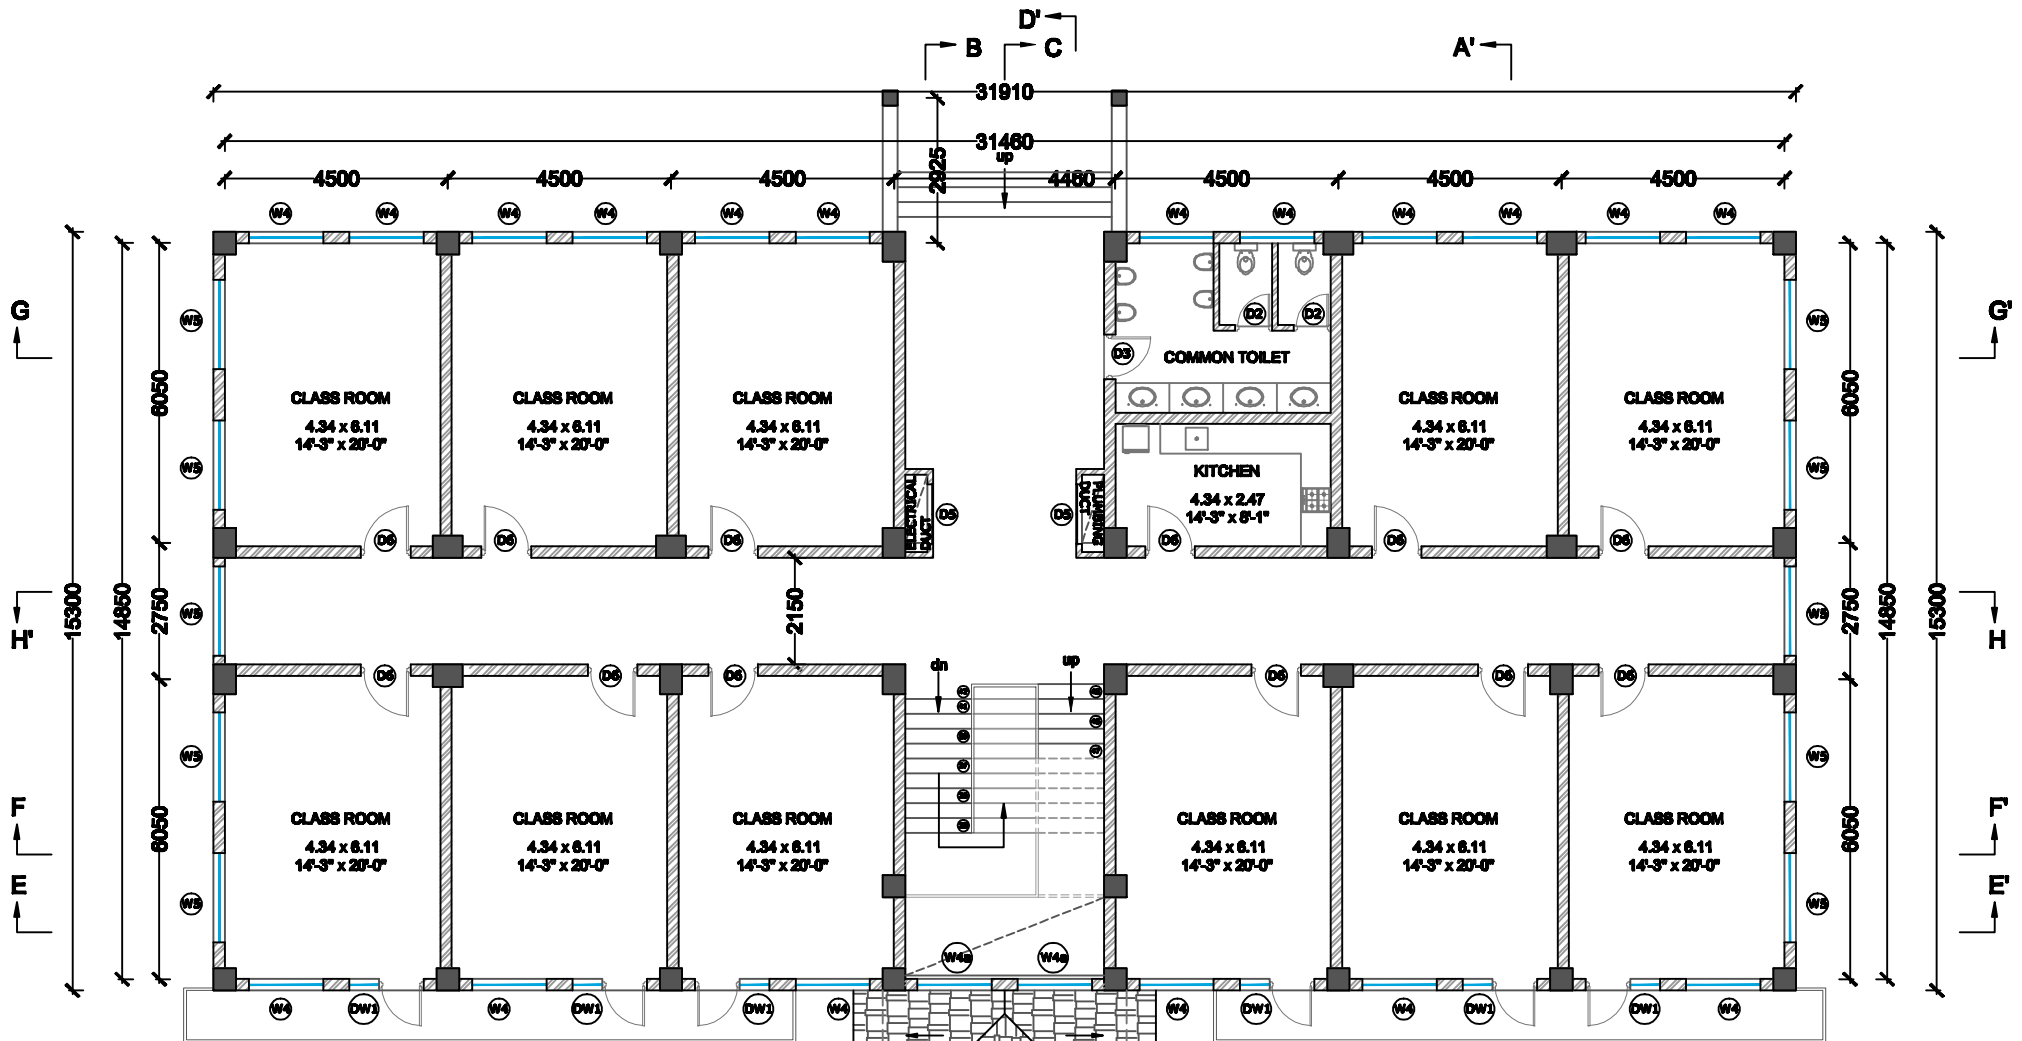 D'
B
C
A'
31910
31460
up
2925
4500
4500
4500
4460
4500
4500
4500
W4
W4
W4
W4
W4
W4
W4
W4
W4
W4
W4
W4
G
G'
W5
W5
D2
D2
D3
COMMON TOILET
6050
6050
CLASS ROOM
4.34 x 6.11
14'-3" x 20'-0"
CLASS ROOM
4.34 x 6.11
14'-3" x 20'-0"
CLASS ROOM
4.34 x 6.11
14'-3" x 20'-0"
CLASS ROOM
4.34 x 6.11
14'-3" x 20'-0"
CLASS ROOM
4.34 x 6.11
14'-3" x 20'-0"
KITCHEN
4.34 x 2.47
14'-3" x 8'-1"
W5
W5
ELECTRICAL
DUCT
D5
D5
PLUMBING
DUCT
D6
D6
D6
D6
D6
D6
15300
14850
2750
W5
2150
W5
2750
14850
15300
H'
H
dn
up
D6
D6
D6
D6
D6
D6
W5
W5
F
F'
6050
6050
CLASS ROOM
4.34 x 6.11
14'-3" x 20'-0"
CLASS ROOM
4.34 x 6.11
14'-3" x 20'-0"
CLASS ROOM
4.34 x 6.11
14'-3" x 20'-0"
CLASS ROOM
4.34 x 6.11
14'-3" x 20'-0"
CLASS ROOM
4.34 x 6.11
14'-3" x 20'-0"
CLASS ROOM
4.34 x 6.11
14'-3" x 20'-0"
E
E'
W5
W5
W4a
W4a
W4
DW1
W4
DW1
DW1
W4
W4
DW1
W4
DW1
DW1
W4